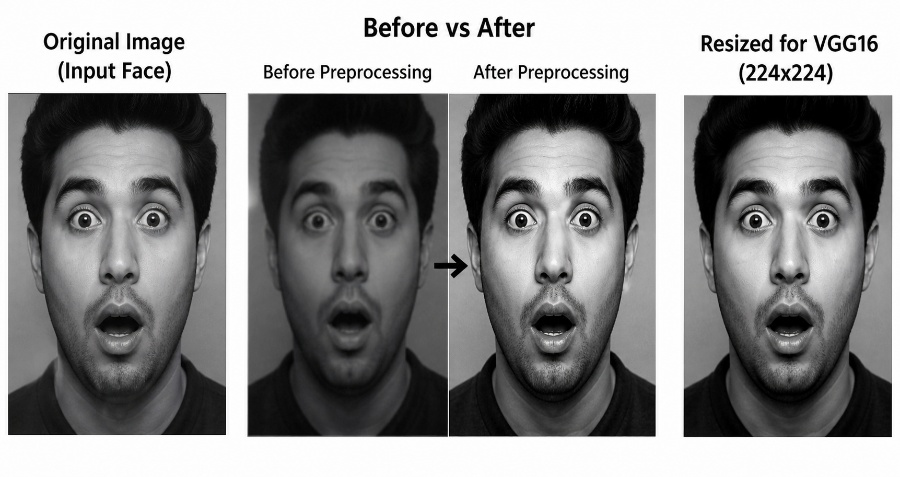 Original Image
(Input Face)
Before vs After
Before Preprocessing
After Preprocessing
Resized for VGG16
(224x224)